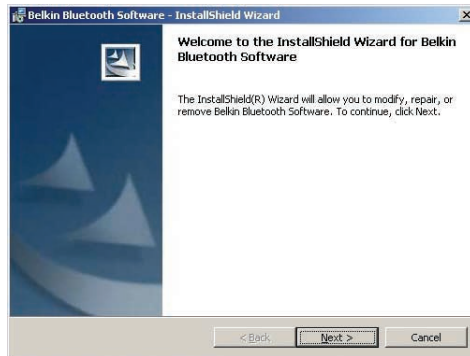 Belkin Bluetooth Software - InstallShield Wizard
Welcome to the InstallShield Wizard for Belkin
Bluetooth Software
The InstallShield(R) Wizard will allow you to modify, repair, or
remove Belkin Bluetooth Software. To continue, click Next.
< Back
Next >
Cancel